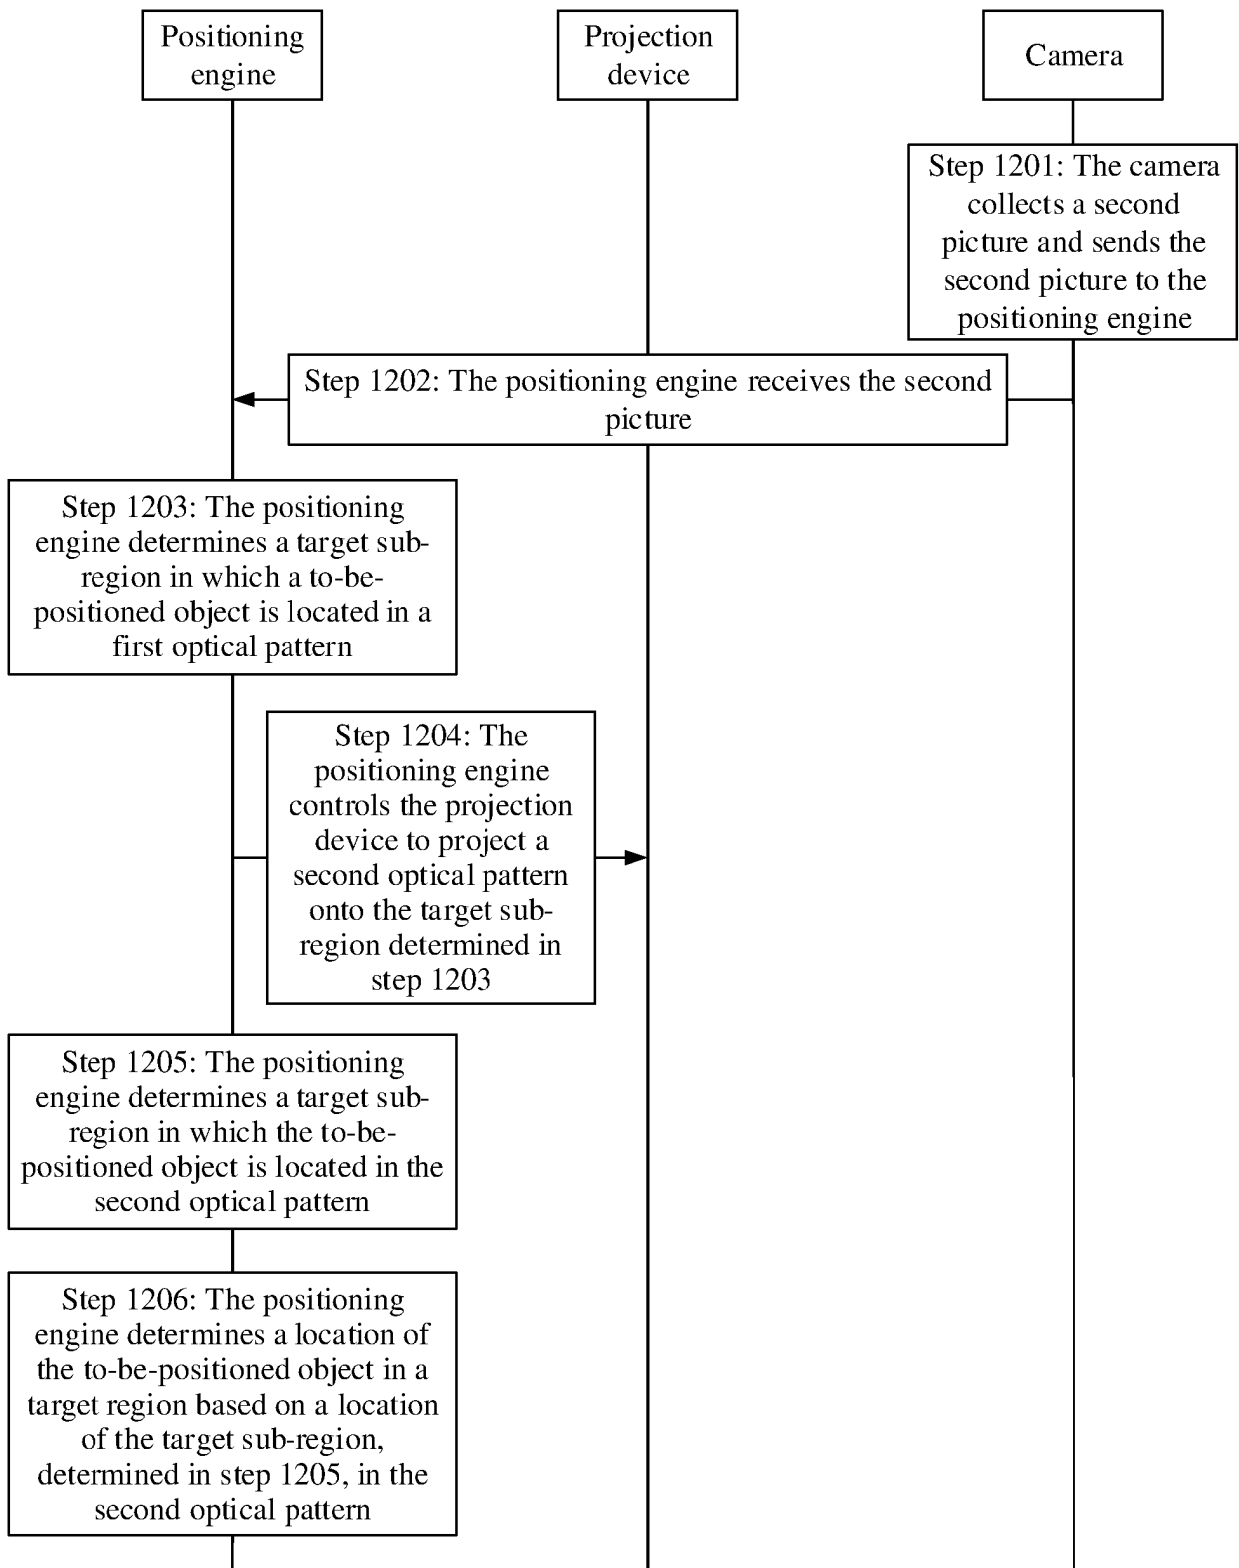 Positioning
engine
Projection
device
Camera
Step 1201: The camera
collects a second
picture and sends the
second picture to the
positioning engine
Step 1202: The positioning engine receives the second
picture
Step 1203: The positioning
engine determines a target sub-
region in which a to-be-
positioned object is located in a
first optical pattern
Step 1204: The
positioning engine
controls the projection
device to project a
second optical pattern
onto the target sub-
region determined in
step 1203
Step 1205: The positioning
engine determines a target sub-
region in which the to-be-
positioned object is located in the
second optical pattern
Step 1206: The positioning
engine determines a location of
the to-be-positioned object in a
target region based on a location
of the target sub-region,
determined in step 1205, in the
second optical pattern